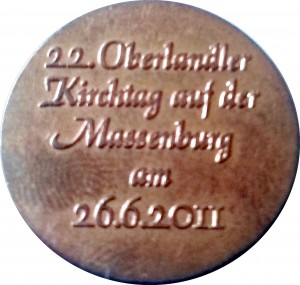 22. Oberlandler
Kirchtag auf der
Massenburg
am
26.6.2011